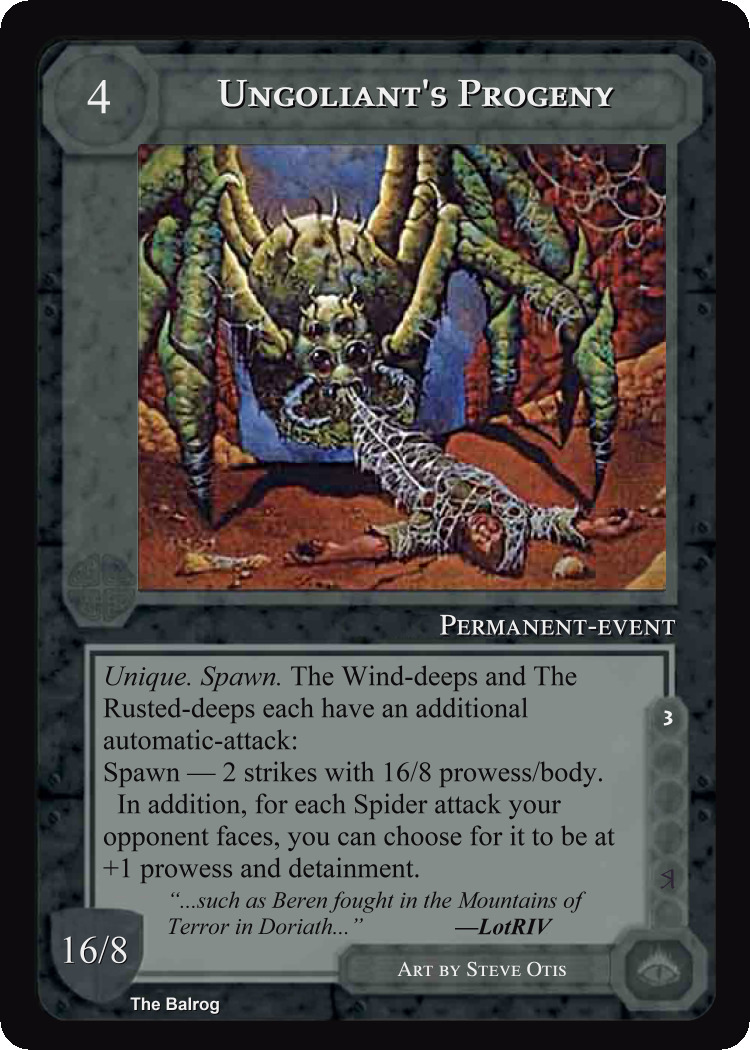 4
Ungoliant's Progeny
Permanent-event
Unique. Spawn. The Wind-deeps and The
Rusted-deeps each have an additional
automatic-attack:
Spawn — 2 strikes with 16/8 prowess/body.
In addition, for each Spider attack your
opponent faces, you can choose for it to be at
+1 prowess and detainment.
“...such as Beren fought in the Mountains of
Terror in Doriath...” —LotRIV
3
16/8
Art by Steve Otis
The Balrog